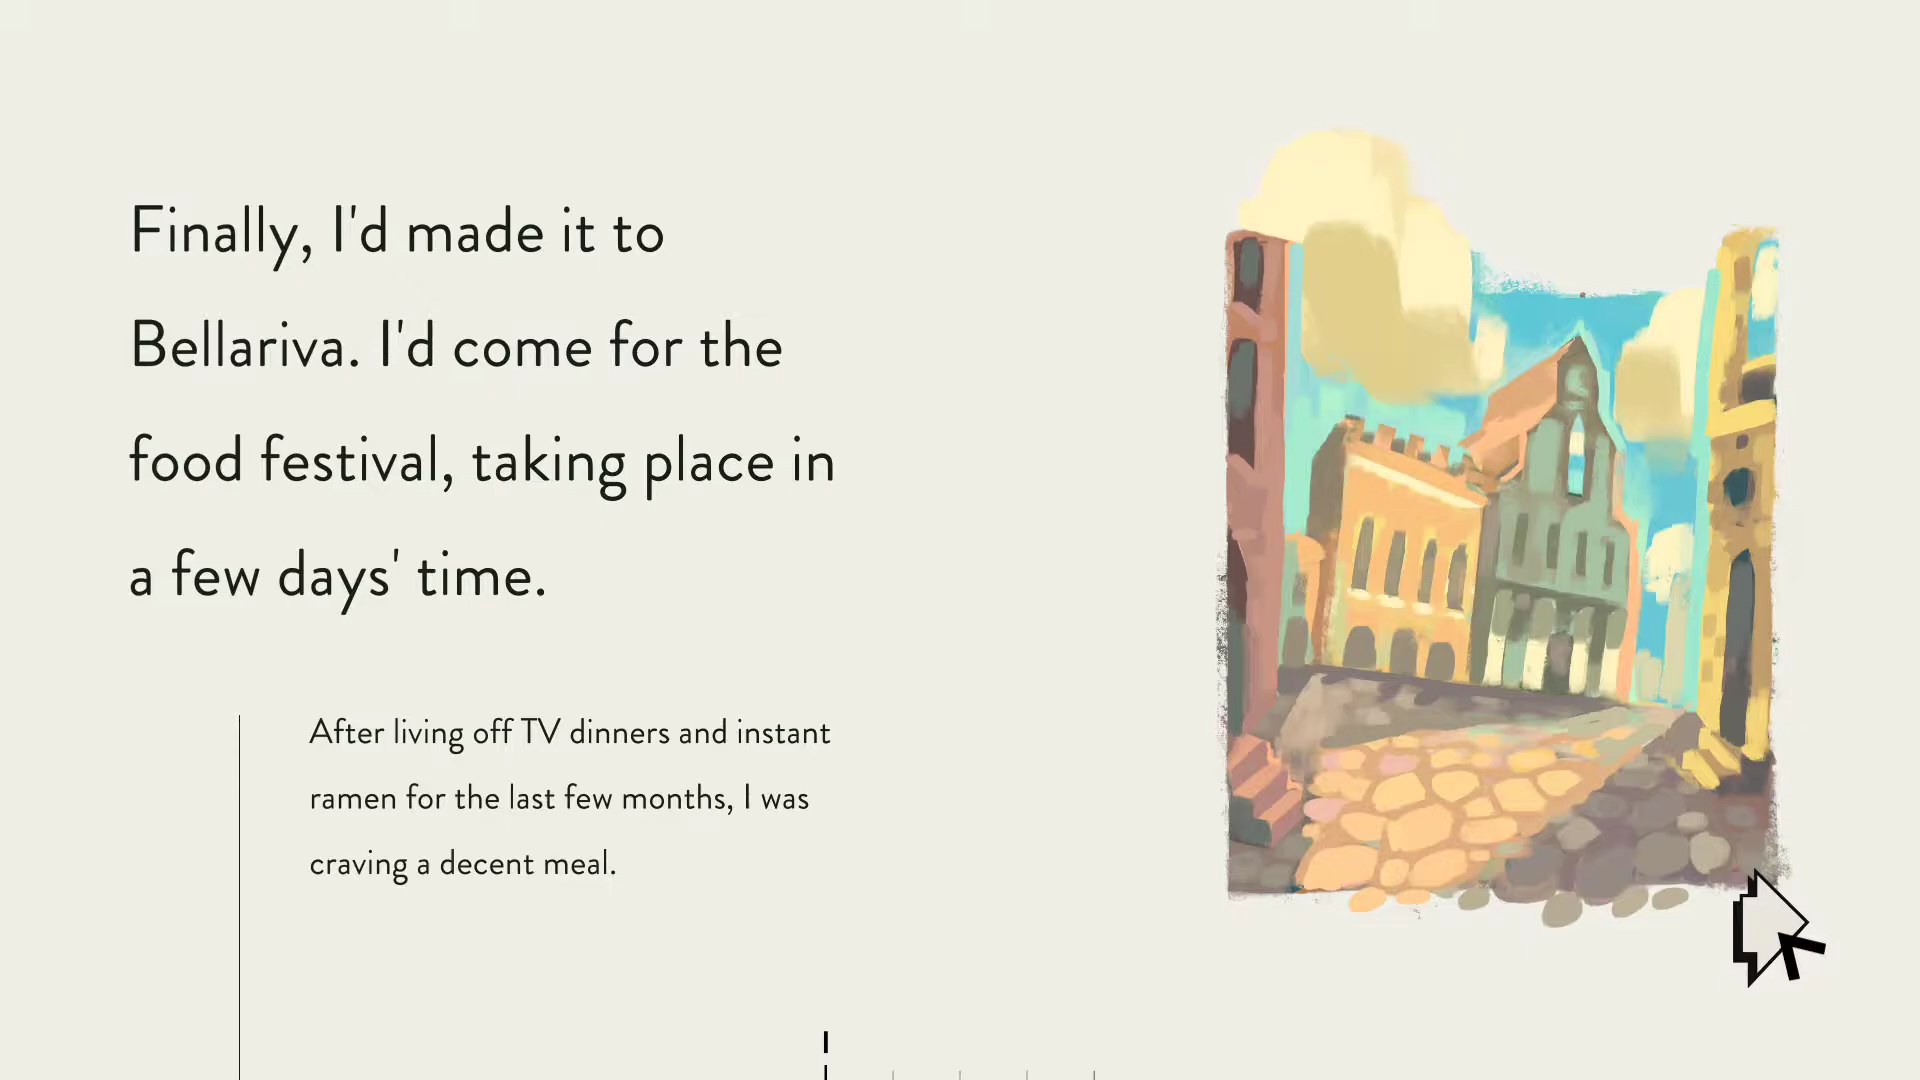 Finally, I'd made it to
Bellariva. I'd come for the
food festival, taking place in
a few days' time.
After living off TV dinners and instant
ramen for the last few months, I was
craving a decent meal.